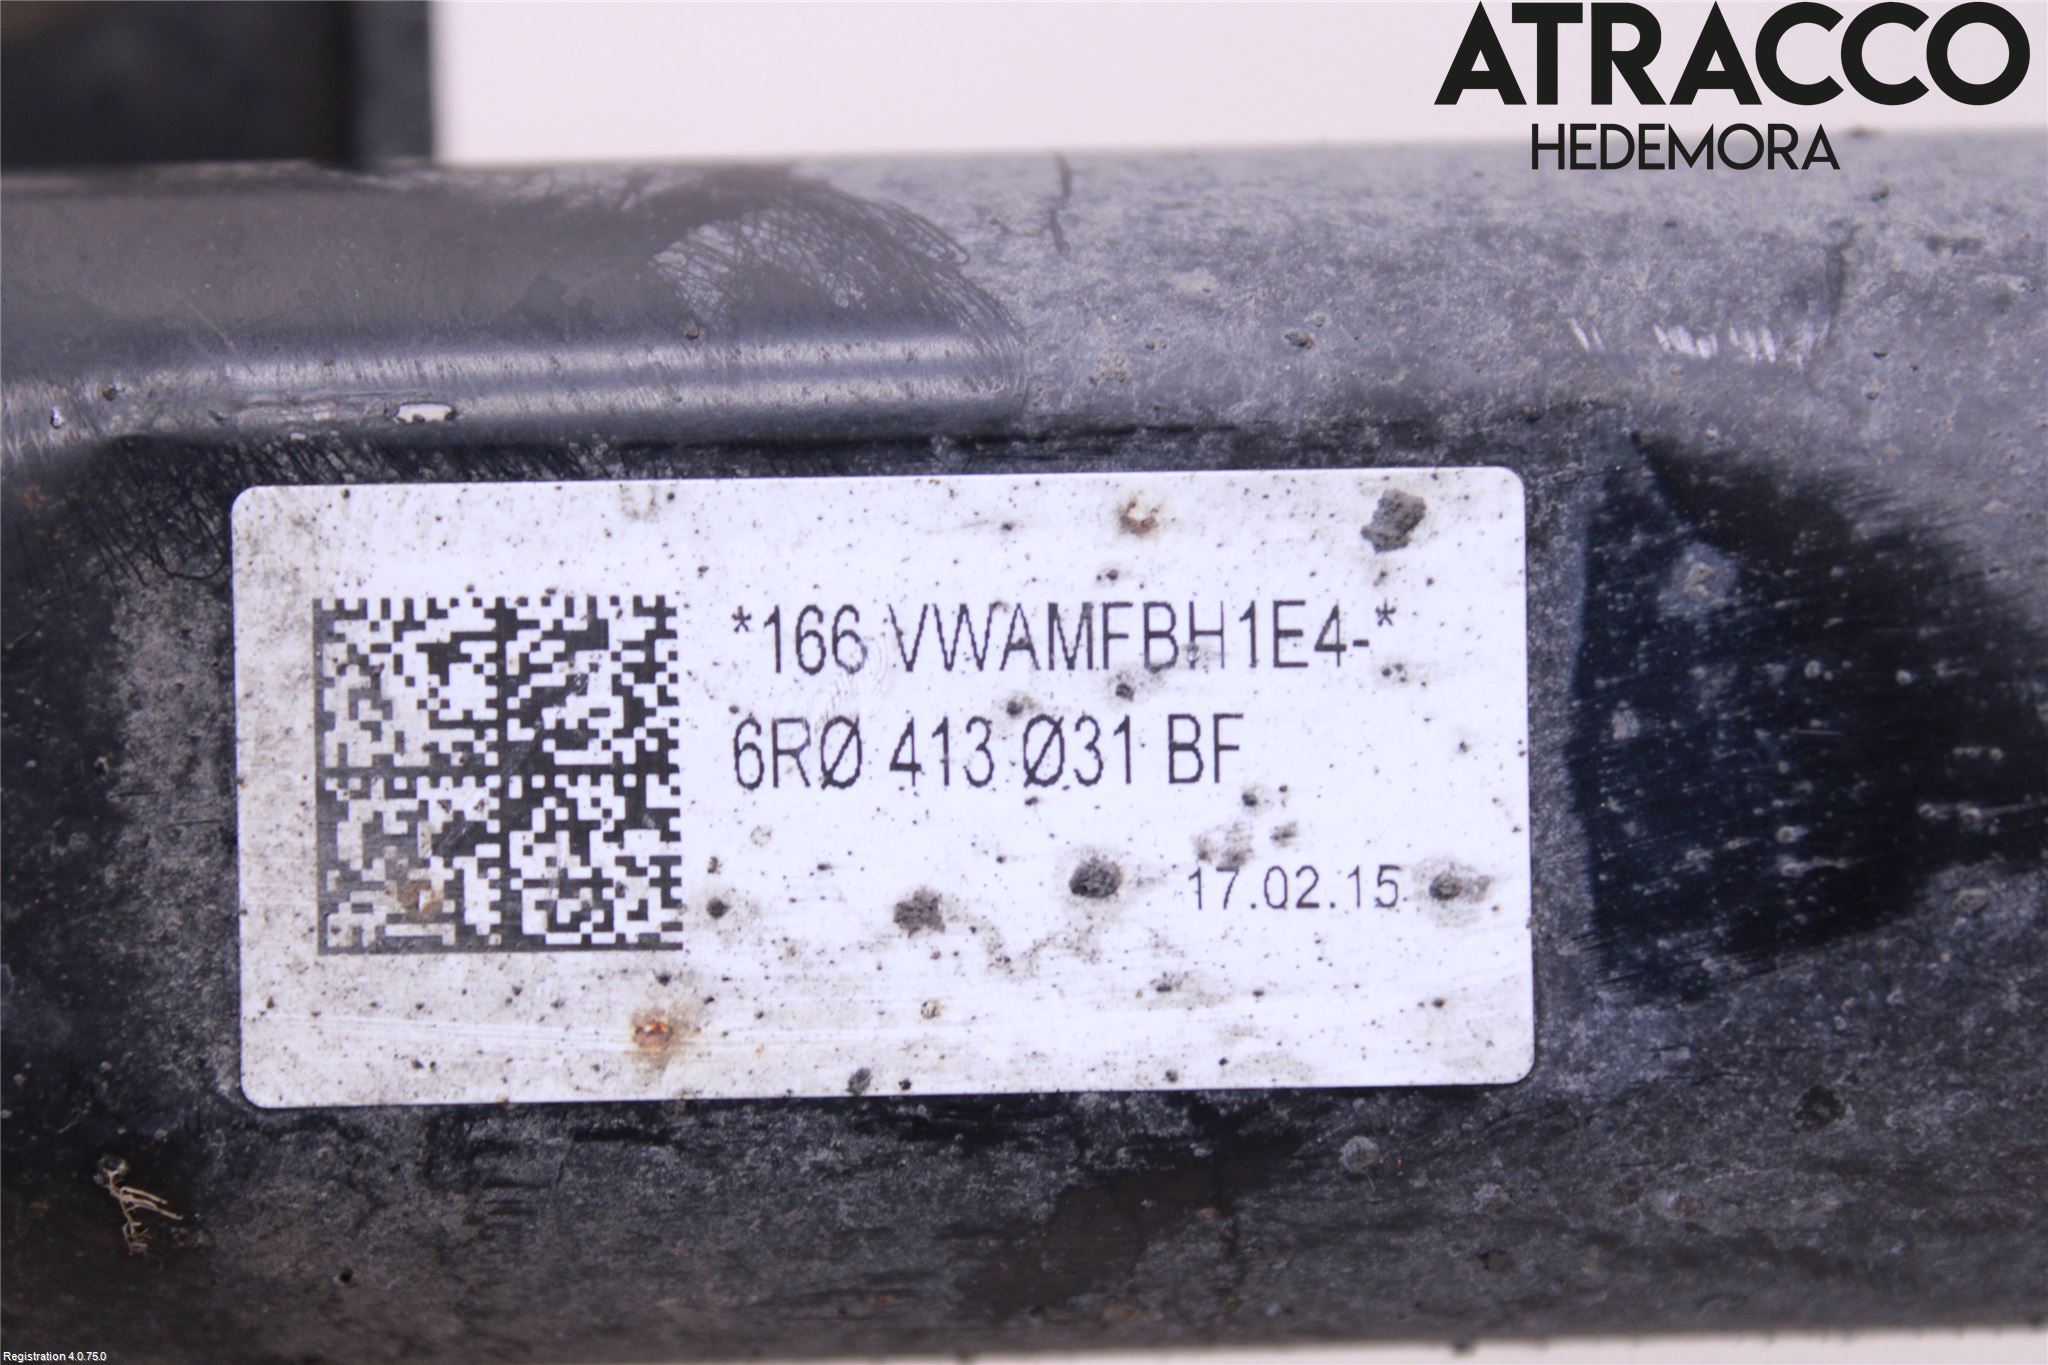 ATRACCO
HEDEMORA
*166 VWAMFBH1E4-*
6RØ 413 Ø31 BF
17.02.15
Registration 4.0.75.0